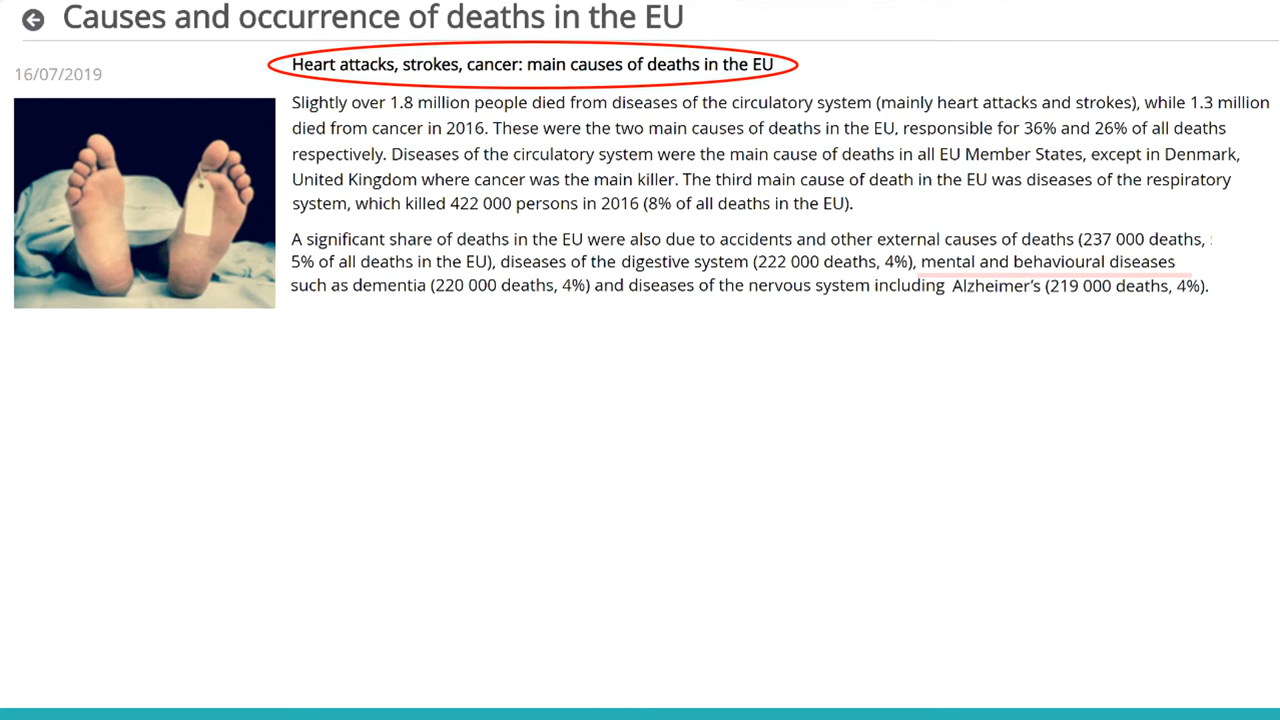 Causes and occurrence of deaths in the EU
Heart attacks, strokes, cancer: main causes of deaths in the EU
16/07/2019
Slightly over 1.8 million people died from diseases of the circulatory system (mainly heart attacks and strokes), while 1.3 million
died from cancer in 2016. These were the two main causes of deaths in the EU, responsible for 36% and 26% of all deaths
respectively. Diseases of the circulatory system were the main cause of deaths in all EU Member States, except in Denmark,
United Kingdom where cancer was the main killer. The third main cause of death in the EU was diseases of the respiratory
system, which killed 422 000 persons in 2016 (8% of all deaths in the EU).
A significant share of deaths in the EU were also due to accidents and other external causes of deaths (237 000 deaths,
5% of all deaths in the EU), diseases of the digestive system (222 000 deaths, 4%), mental and behavioural diseases
such as dementia (220 000 deaths, 4%) and diseases of the nervous system including Alzheimer's (219 000 deaths, 4%).